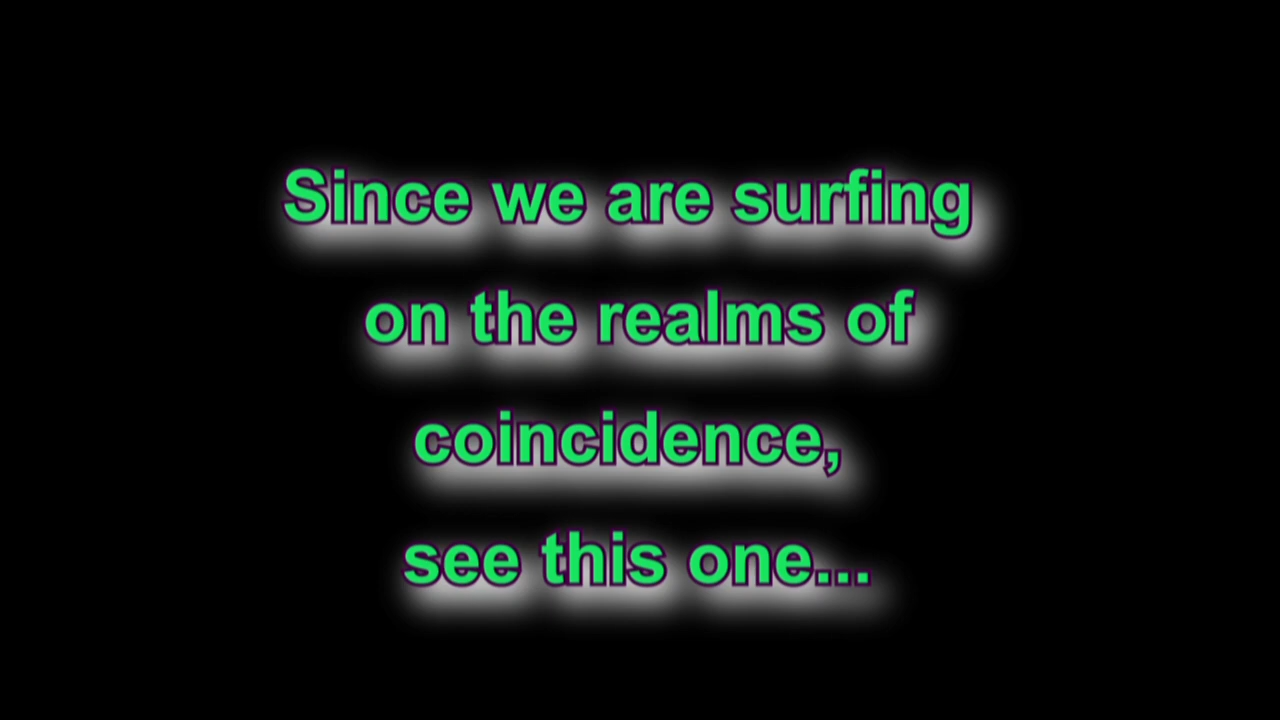 Since we are surfing
on the realms of
coincidence,
see this one...